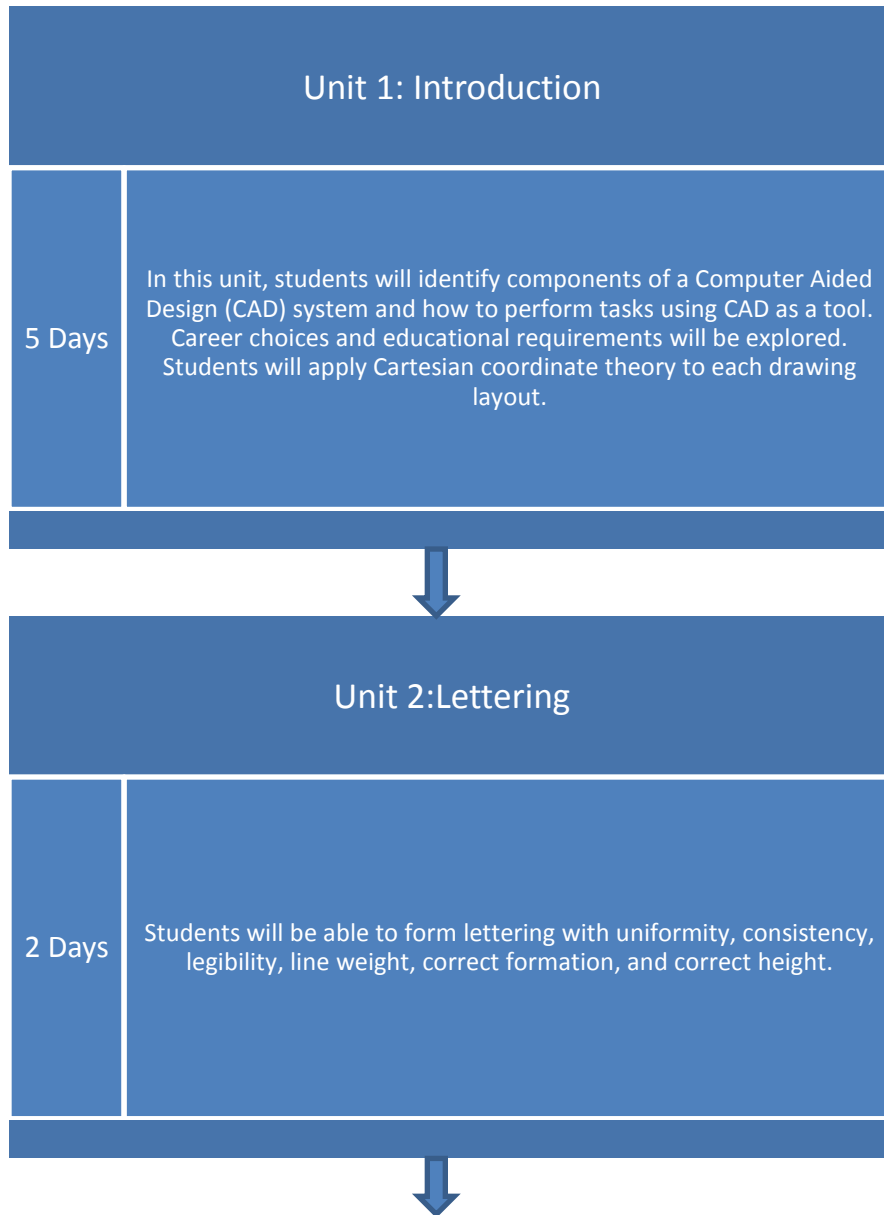 Unit 1: Introduction
5 Days
In this unit, students will identify components of a Computer Aided
Design (CAD) system and how to perform tasks using CAD as a tool.
Career choices and educational requirements will be explored.
Students will apply Cartesian coordinate theory to each drawing
layout.
Unit 2:Lettering
2 Days
Students will be able to form lettering with uniformity, consistency,
legibility, line weight, correct formation, and correct height.